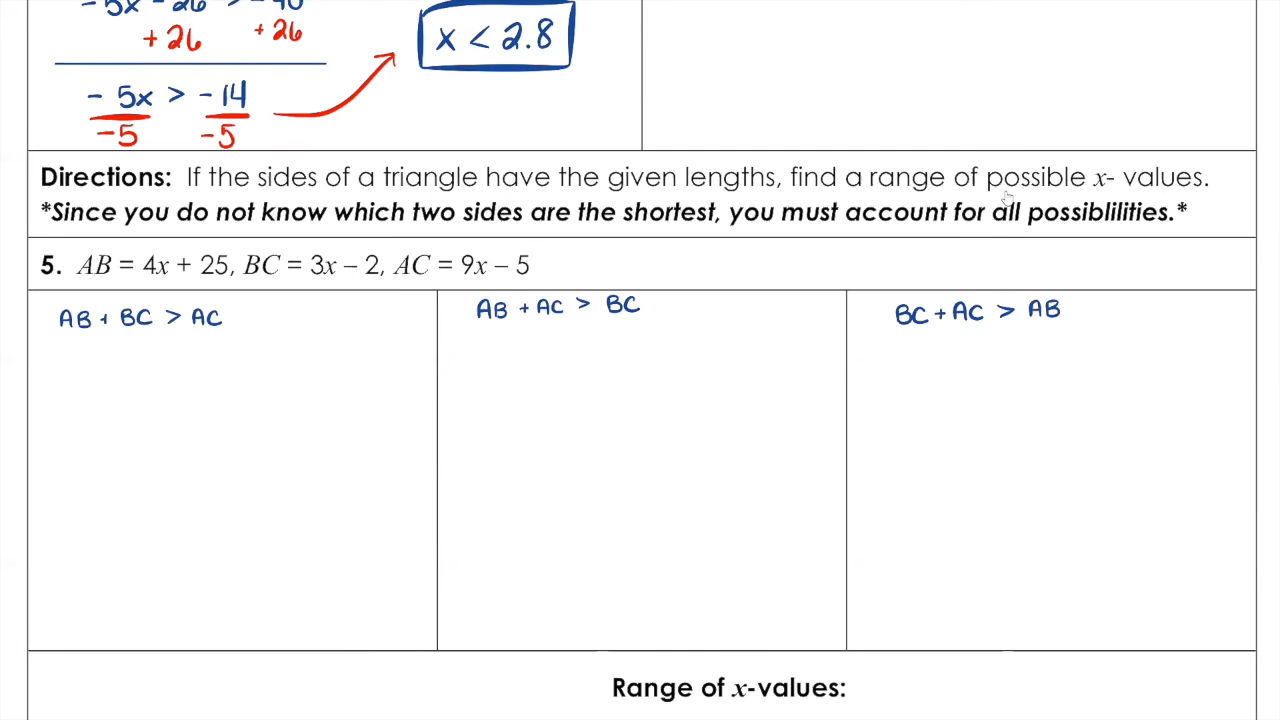 - 5x - 26 > - 40
+ 26 + 26
x < 2.8
- 5x > - 14
-5 -5
Directions: If the sides of a triangle have the given lengths, find a range of possible x- values.
*Since you do not know which two sides are the shortest, you must account for all possiblilities.*
5. AB = 4x + 25, BC = 3x – 2, AC = 9x – 5
AB + BC > AC
AB + AC > BC
BC + AC > AB
Range of x-values: